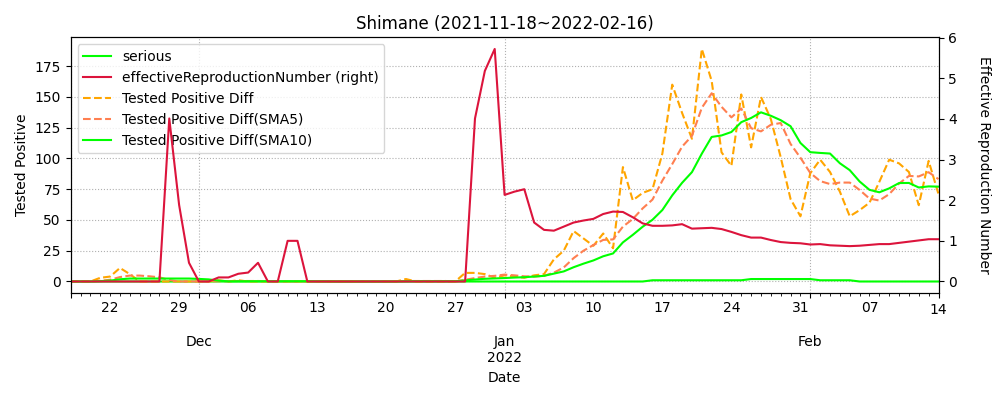 Shimane (2021-11-18~2022-02-16)
serious
effectiveReproductionNumber (right)
Tested Positive Diff
Tested Positive Diff(SMA5)
Tested Positive Diff(SMA10)
Tested Positive
175
150
125
100
75
50
25
0
6
5
4
3
2
1
0
Effective Reproduction Number
22 29 06 13 20 27 03 10 17 24 31 07 14
Dec Jan Feb
2022
Date